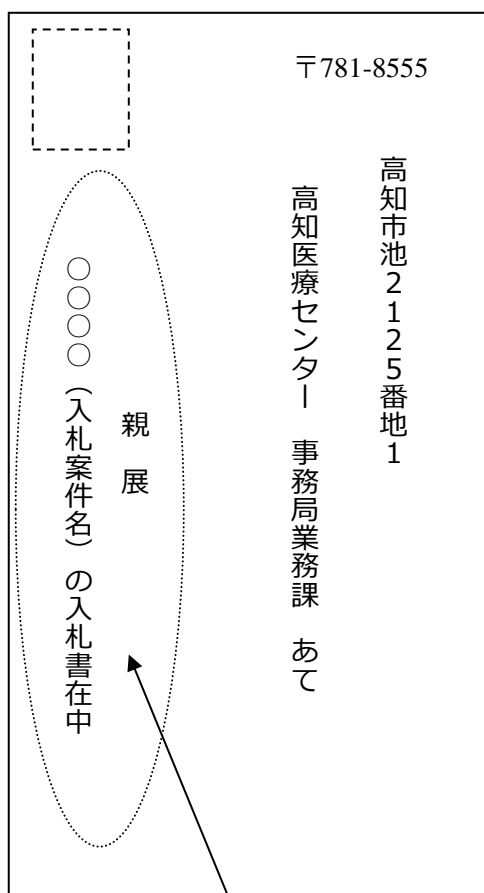 〒781-8555
高知市池2125番地1
高知医療センター 事務局業務課 あて
親 展
○○○○(入札案件名)の入札書在中